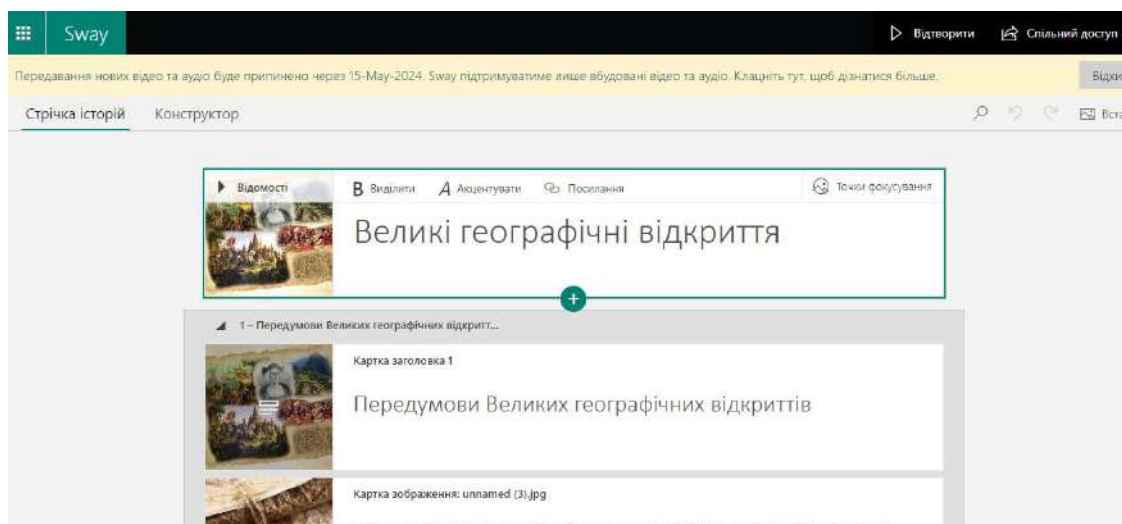 Sway
Відтворити
Спільний доступ
Передавання нових відео та аудіо буде припинено через 15-May-2024. Sway підтримуватиме лише вбудовані відео та аудіо. Клацніть тут, щоб дізнатися більше.
Відхи
Стрічка історій Конструктор
Вста
Відомості
B Виділити A Акцентувати Посилання
Точки фокусування
Великі географічні відкриття
1 – Передумови Великих географічних відкритт...
Картка заголовка 1
Передумови Великих географічних відкриттів
Картка зображення: unnamed (3).jpg